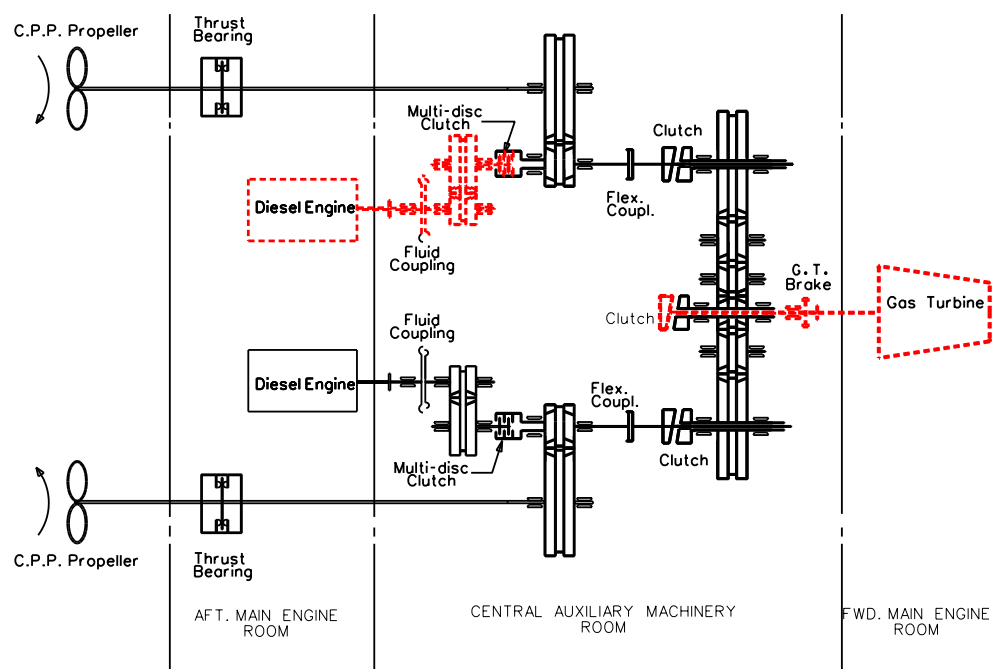 C.P.P. Propeller
Thrust
Bearing
Multi-disc
Clutch
Clutch
Diesel Engine
Flex.
Coupl.
Fluid
Coupling
G.T.
Brake
Gas Turbine
Clutch
Fluid
Coupling
Diesel Engine
Flex.
Coupl.
Multi-disc
Clutch
Clutch
C.P.P. Propeller
Thrust
Bearing
AFT. MAIN ENGINE
ROOM
CENTRAL AUXILIARY MACHINERY
ROOM
FWD. MAIN ENGINE
ROOM